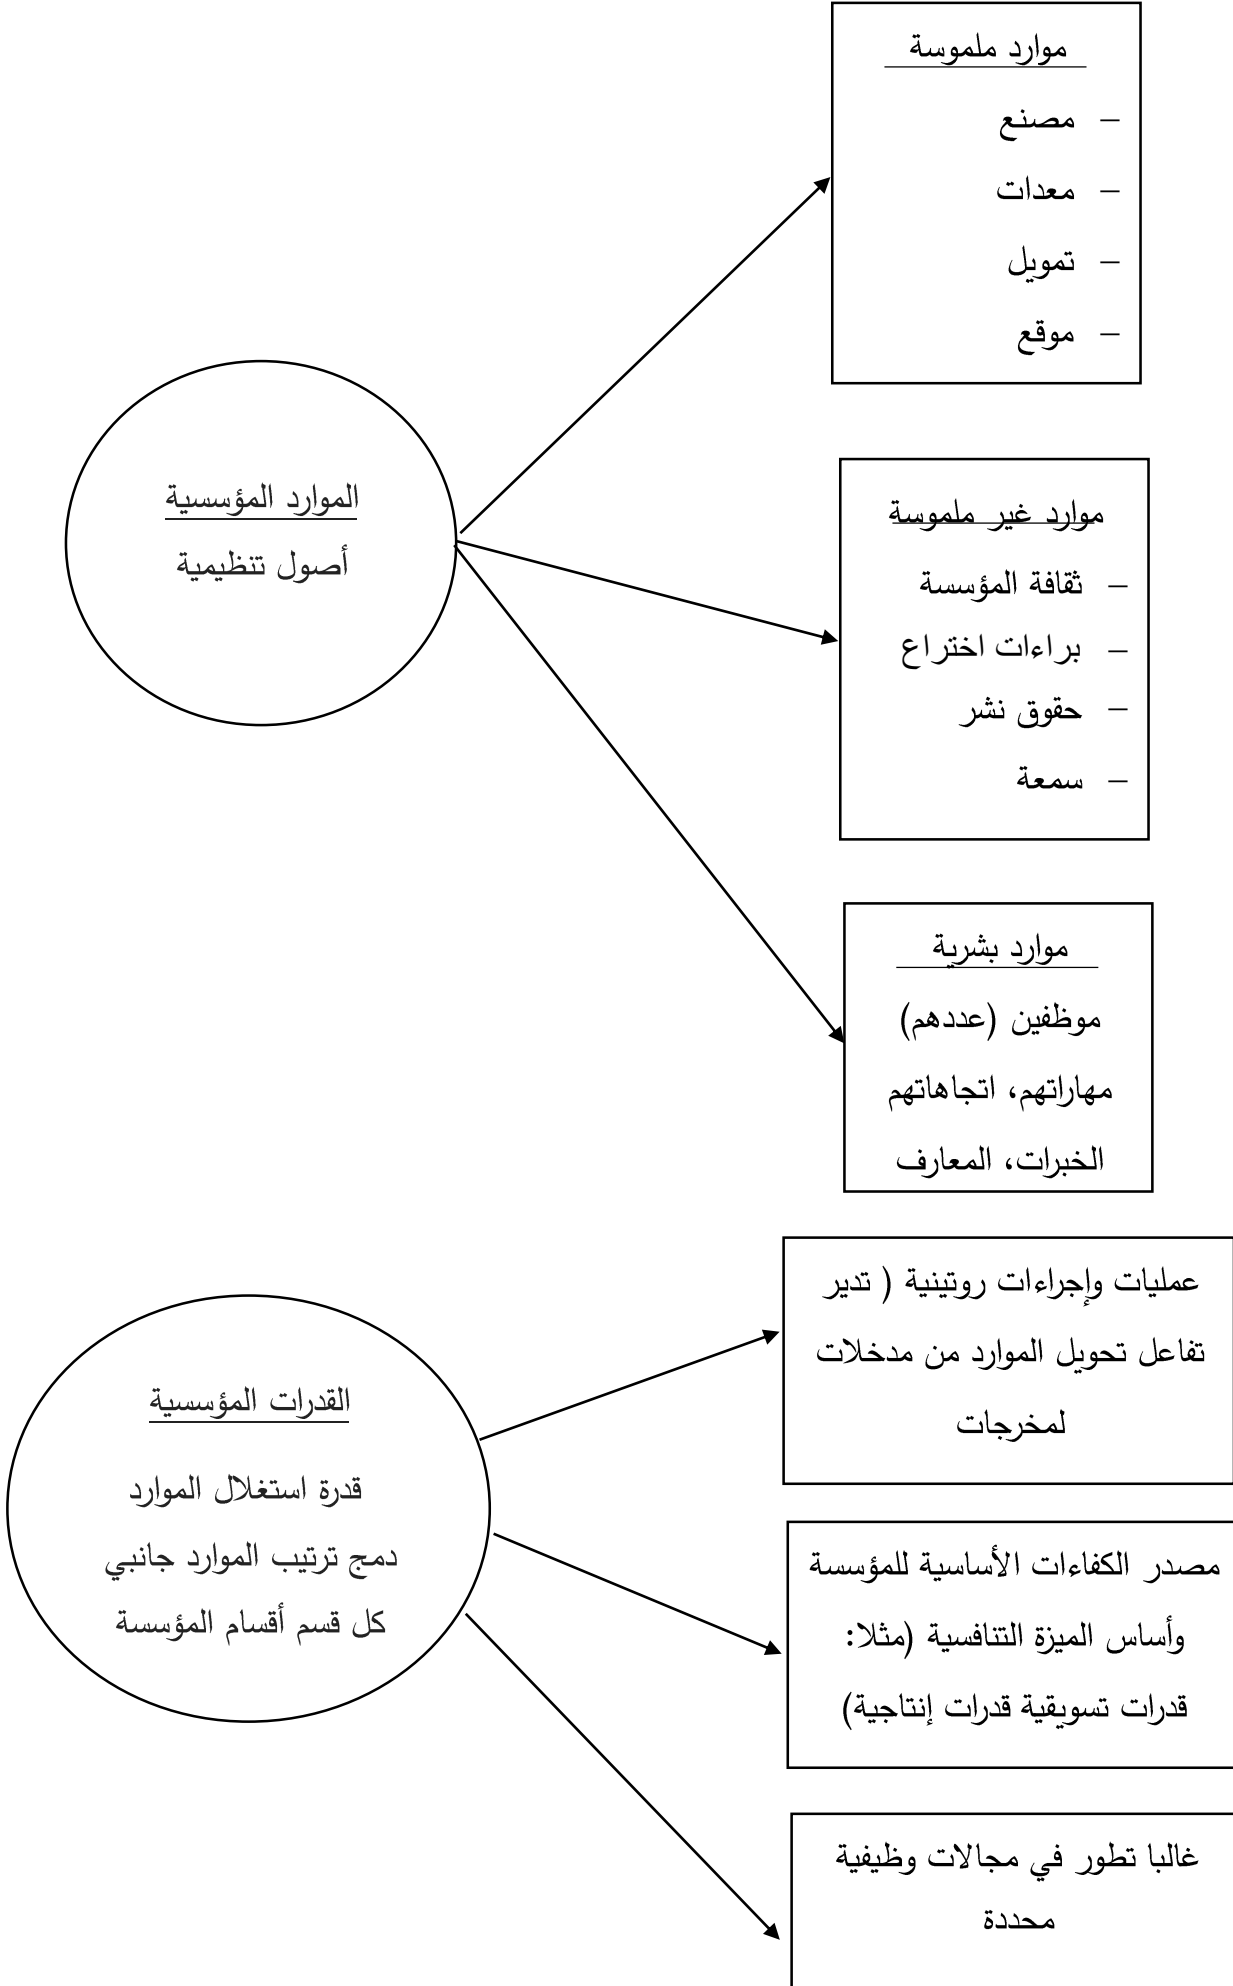 موارد ملموسة
– مصنع
– معدات
– تمويل
– موقع
الموارد المؤسسية
أصول تنظيمية
موارد غير ملموسة
– ثقافة المؤسسة
– براءات اختراع
– حقوق نشر
– سمعة
موارد بشرية
موظفين (عددهم)
مهاراتهم، اتجاهاتهم
الخبرات، المعارف
القدرات المؤسسية
قدرة استغلال الموارد
دمج ترتيب الموارد جانبي
كل قسم أقسام المؤسسة
عمليات وإجراءات روتينية ( تدير
تفاعل تحويل الموارد من مدخلات
لمخرجات
مصدر الكفاءات الأساسية للمؤسسة
وأساس الميزة التنافسية (مثلا:
قدرات تسويقية قدرات إنتاجية)
غالبا تطور في مجالات وظيفية
محددة